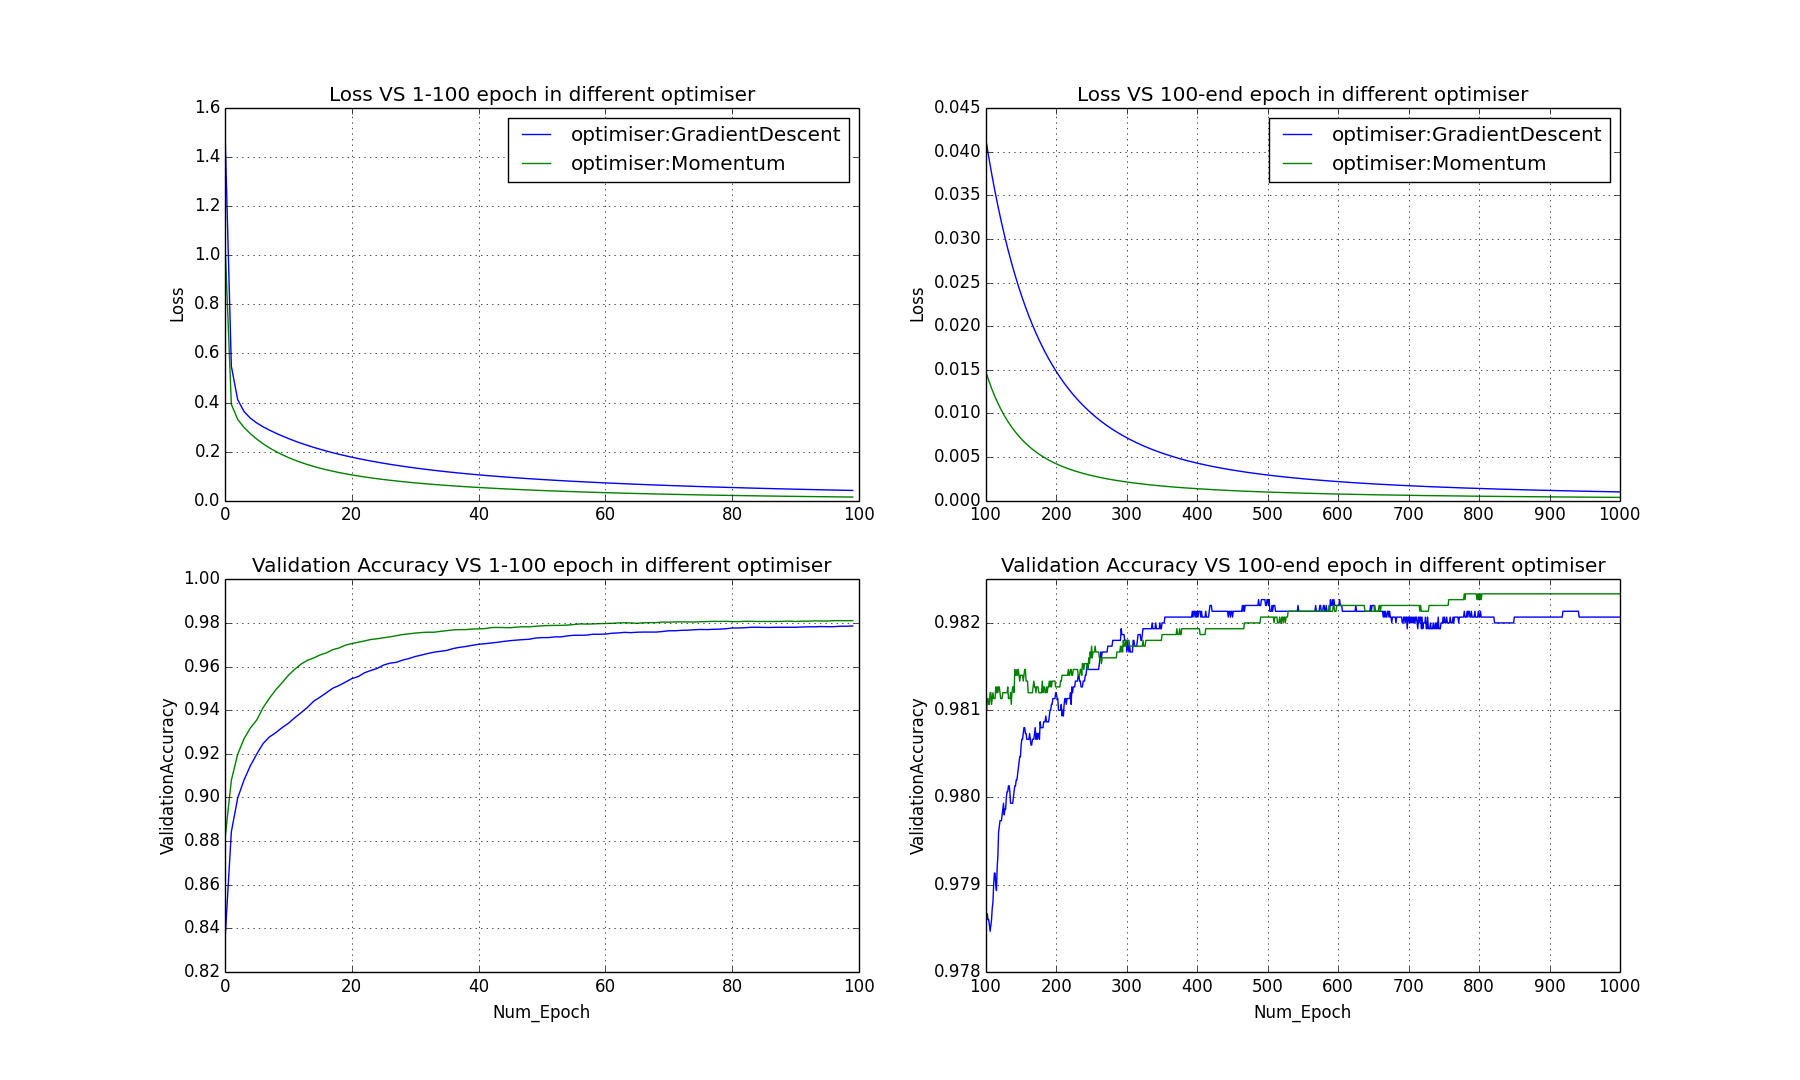 Loss VS 1-100 epoch in different optimiser
1.6
1.4
1.2
1.0
0.8
0.6
0.4
0.2
0.0
Loss
optimiser:GradientDescent
optimiser:Momentum
0 20 40 60 80 100
Loss VS 100-end epoch in different optimiser
0.045
0.040
0.035
0.030
0.025
0.020
0.015
0.010
0.005
0.000
Loss
optimiser:GradientDescent
optimiser:Momentum
100 200 300 400 500 600 700 800 900 1000
Validation Accuracy VS 1-100 epoch in different optimiser
1.00
0.98
0.96
0.94
0.92
0.90
0.88
0.86
0.84
0.82
ValidationAccuracy
0 20 40 60 80 100
Num_Epoch
Validation Accuracy VS 100-end epoch in different optimiser
0.982
0.981
0.980
0.979
0.978
ValidationAccuracy
100 200 300 400 500 600 700 800 900 1000
Num_Epoch